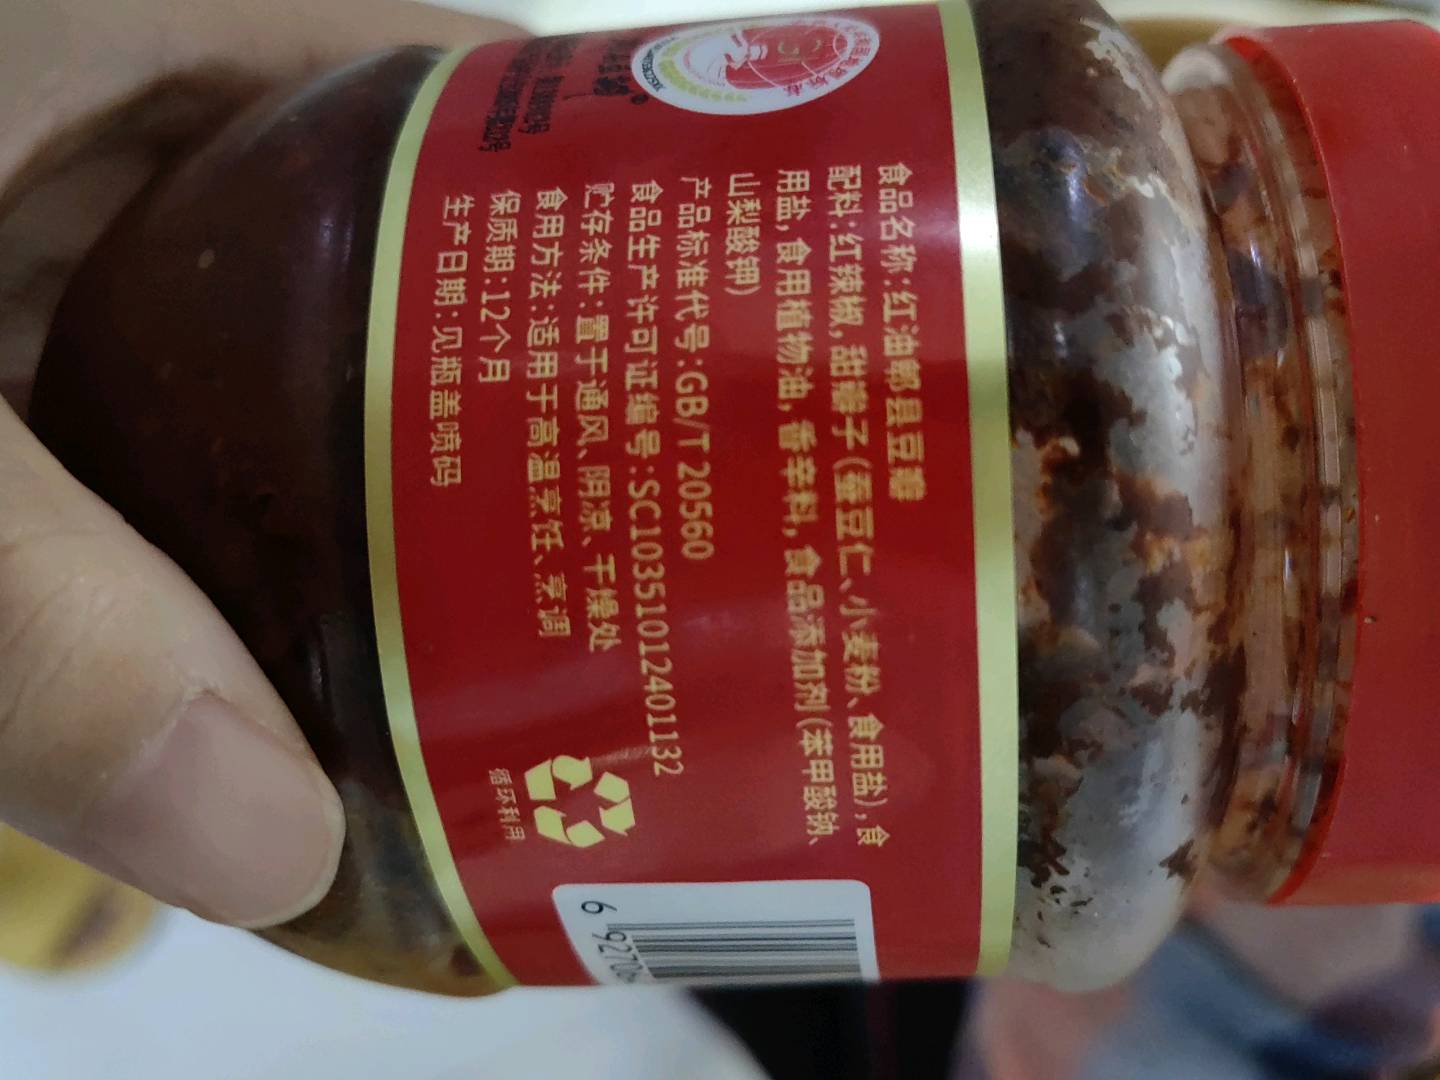 食品名称:红油郫县豆瓣
配料:红辣椒,甜瓣子(蚕豆仁、小麦粉、食用盐),食
用盐,食用植物油,香辛料,食品添加剂(苯甲酸钠、
山梨酸钾)
产品标准代号:GB/T 20560
食品生产许可证编号:SC10351012401132
贮存条件:置于通风、阴凉、干燥处
食用方法:适用于高温烹饪、烹调
保质期:12个月
生产日期:见瓶盖喷码
循环利用
6 9270